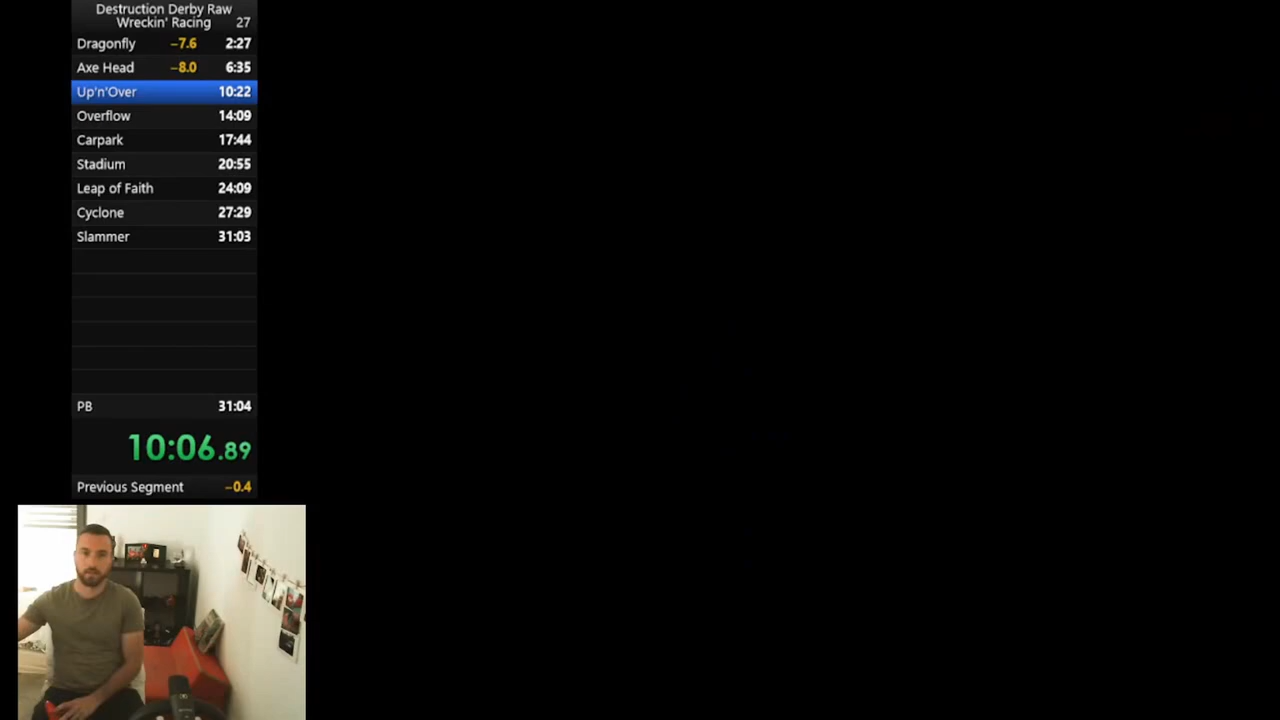 Destruction Derby Raw
Wreckin' Racing 27
Dragonfly -7.6 2:27
Axe Head -8.0 6:35
Up'n'Over 10:22
Overflow 14:09
Carpark 17:44
Stadium 20:55
Leap of Faith 24:09
Cyclone 27:29
Slammer 31:03
PB 31:04
10:06.89
Previous Segment -0.4